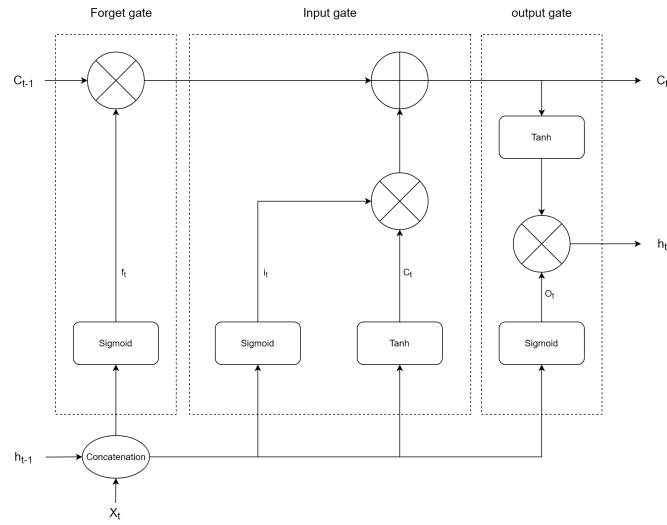 Forget gate
Input gate
output gate
Cₜ₋₁
Cₜ
Tanh
hₜ
fₜ
iₜ
Cₜ
Oₜ
Sigmoid
Sigmoid
Tanh
Sigmoid
hₜ₋₁
Concatenation
Xₜ